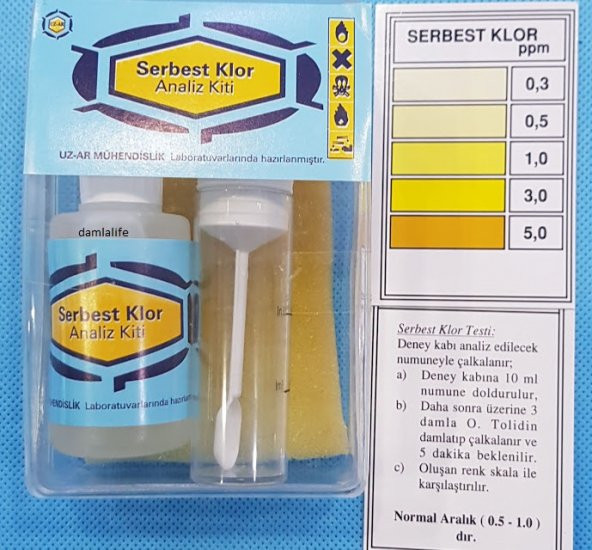 UZ-AR
Serbest Klor
Analiz Kiti
UZ-AR MÜHENDİSLİK Laboratuvarlarında hazırlanmıştır.
damlalife
Serbest Klor
Analiz Kiti
Laboratuvarlarında
SERBEST KLOR
ppm
0,3
0,5
1,0
3,0
5,0
Serbest Klor Testi:
Deney kabı analiz edilecek
numuneyle çalkalanır;
a) Deney kabına 10 ml
numune doldurulur,
b) Daha sonra üzerine 3
damla O. Tolidin
damlatıp çalkalanır ve
5 dakika beklenilir.
c) Oluşan renk skala ile
karşılaştırılır.
Normal Aralık ( 0.5 - 1.0 )
dır.